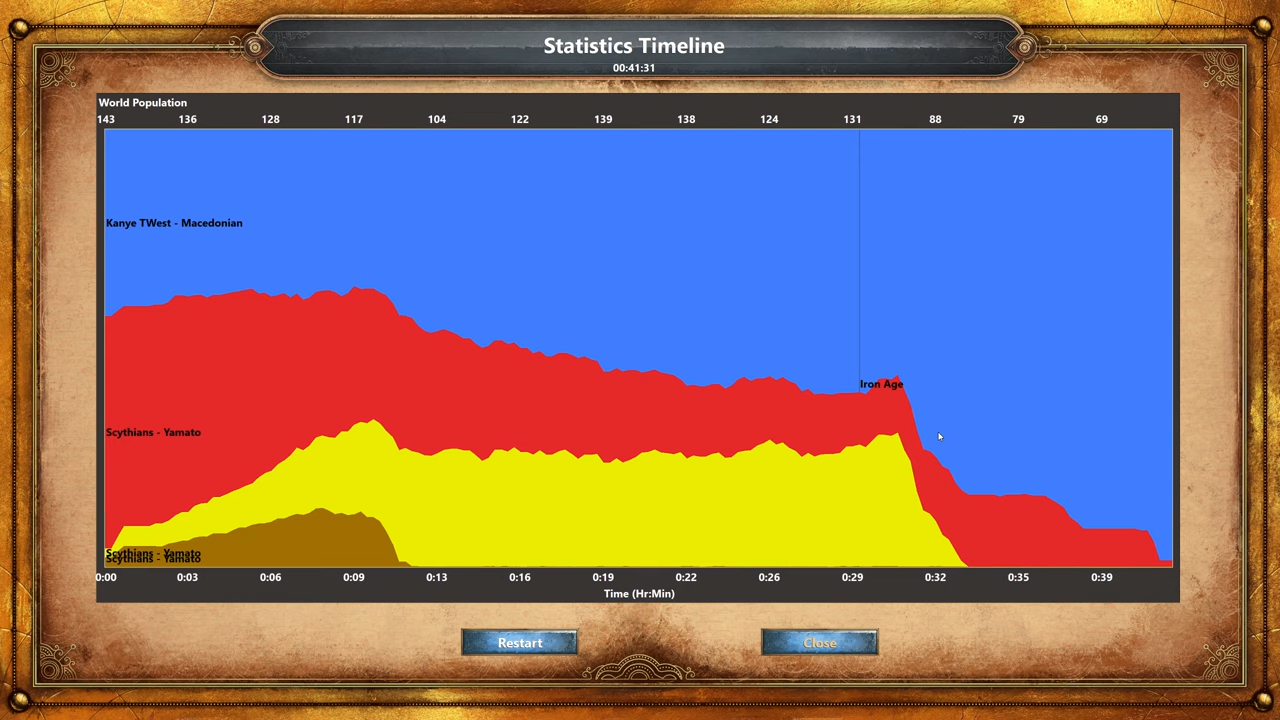 Statistics Timeline
00:41:31
World Population
143 136 128 117 104 122 139 138 124 131 88 79 69
Kanye TWest - Macedonian
Iron Age
Scythians - Yamato
Scythians - Yamato
Scythians - Yamato
0:00 0:03 0:06 0:09 0:13 0:16 0:19 0:22 0:26 0:29 0:32 0:35 0:39
Time (Hr:Min)
Restart Close